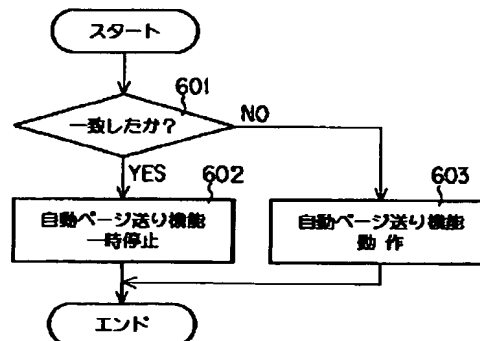 スタート
601
一致したか?
NO
YES
602
603
自動ページ送り機能
一時停止
自動ページ送り機能
動 作
エンド